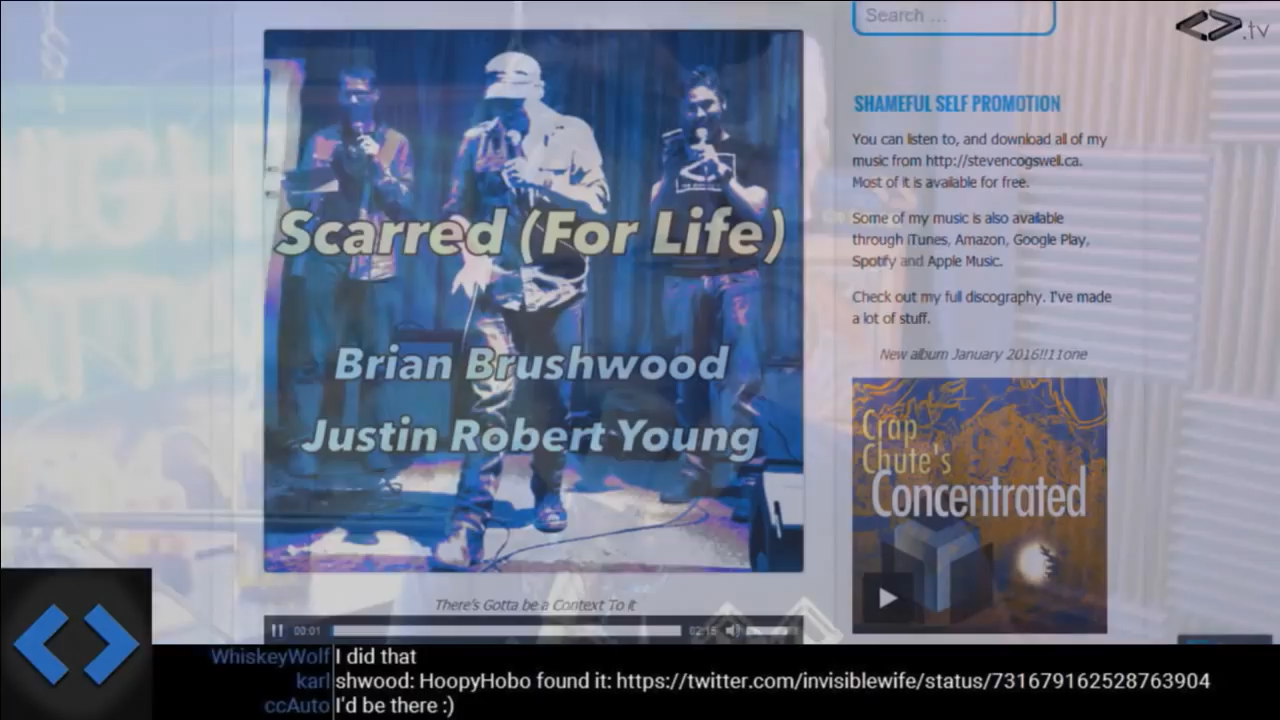 Search ...
<>.tv
SHAMEFUL SELF PROMOTION
You can listen to, and download all of my
music from http://stevencogswell.ca.
Most of it is available for free.
Some of my music is also available
through iTunes, Amazon, Google Play,
Spotify and Apple Music.
Check out my full discography. I've made
a lot of stuff.
New album January 2016!!11one
Crap
Chute's
Concentrated
Scarred (For Life)
Brian Brushwood
Justin Robert Young
There's Gotta be a Context To it
00:01
02:15
NIGHT
WhiskeyWolf I did that
karl shwood: HoopyHobo found it: https://twitter.com/invisiblewife/status/731679162528763904
ccAuto I'd be there :)